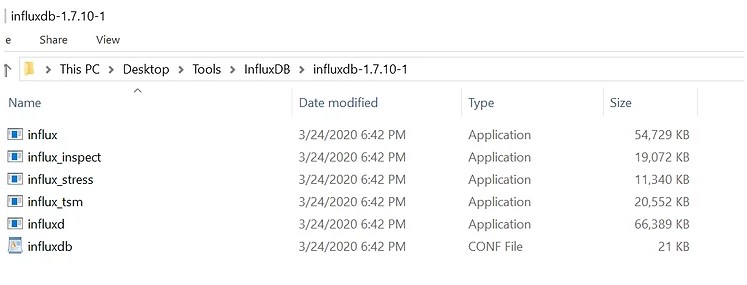 influxdb-1.7.10-1
e Share View
This PC > Desktop > Tools > InfluxDB > influxdb-1.7.10-1
Name Date modified Type Size
influx 3/24/2020 6:42 PM Application 54,729 KB
influx_inspect 3/24/2020 6:42 PM Application 19,072 KB
influx_stress 3/24/2020 6:42 PM Application 11,340 KB
influx_tsm 3/24/2020 6:42 PM Application 20,552 KB
influxd 3/24/2020 6:42 PM Application 66,389 KB
influxdb 3/24/2020 6:42 PM CONF File 21 KB